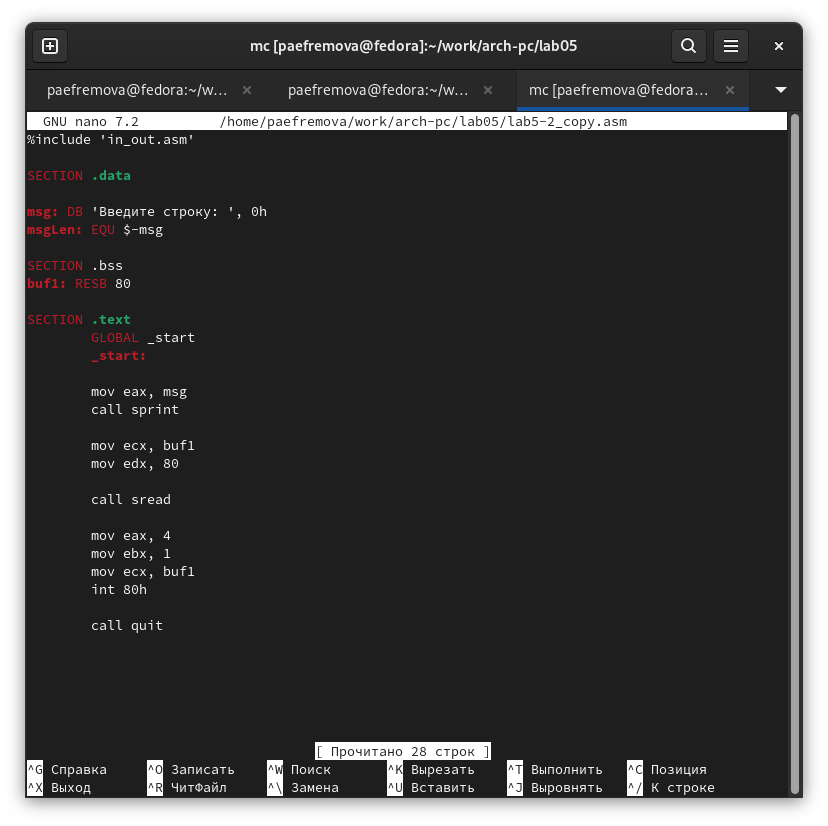 mc [paefremova@fedora]:~/work/arch-pc/lab05
paefremova@fedora:~/w... paefremova@fedora:~/w... mc [paefremova@fedora...
GNU nano 7.2 /home/paefremova/work/arch-pc/lab05/lab5-2_copy.asm
%include 'in_out.asm'
SECTION .data
msg: DB 'Введите строку: ', 0h
msgLen: EQU $-msg
SECTION .bss
buf1: RESB 80
SECTION .text
GLOBAL _start
_start:
mov eax, msg
call sprint
mov ecx, buf1
mov edx, 80
call sread
mov eax, 4
mov ebx, 1
mov ecx, buf1
int 80h
call quit
[ Прочитано 28 строк ]
^G Справка ^O Записать ^W Поиск ^K Вырезать ^T Выполнить ^C Позиция
^X Выход ^R ЧитФайл ^\ Замена ^U Вставить ^J Выровнять ^/ К строке